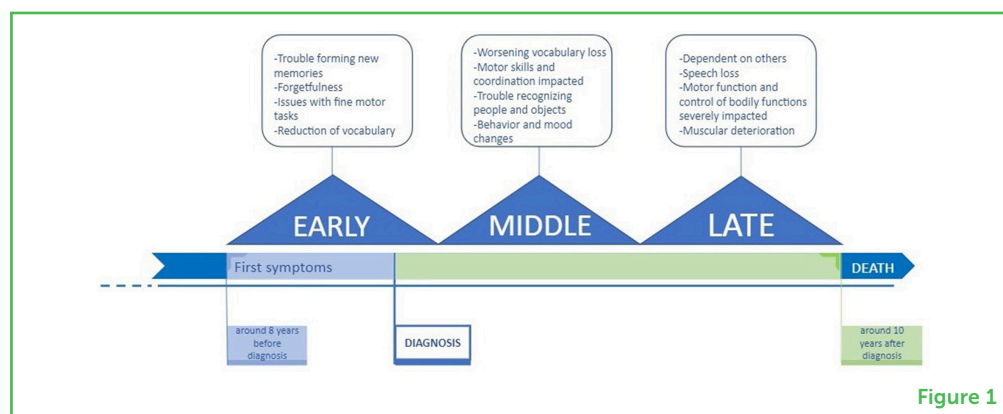 -Trouble forming new
memories
-Forgetfulness
-Issues with fine motor
tasks
-Reduction of vocabulary
-Worsening vocabulary loss
-Motor skills and
coordination impacted
-Trouble recognizing
people and objects
-Behavior and mood
changes
-Dependent on others
-Speech loss
-Motor function and
control of bodily functions
severely impacted
-Muscular deterioration
EARLY
MIDDLE
LATE
First symptoms
DEATH
around 8 years
before
diagnosis
DIAGNOSIS
around 10
years after
diagnosis
Figure 1